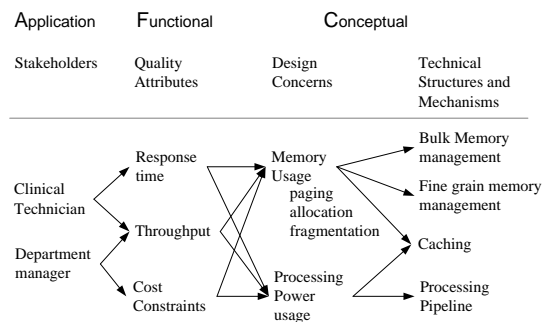 Application Functional Conceptual
Stakeholders
Quality
Attributes
Design
Concerns
Technical
Structures and
Mechanisms
Clinical
Technician
Department
manager
Response
time
Throughput
Cost
Constraints
Memory
Usage
paging
allocation
fragmentation
Processing
Power
usage
Bulk Memory
management
Fine grain memory
management
Caching
Processing
Pipeline